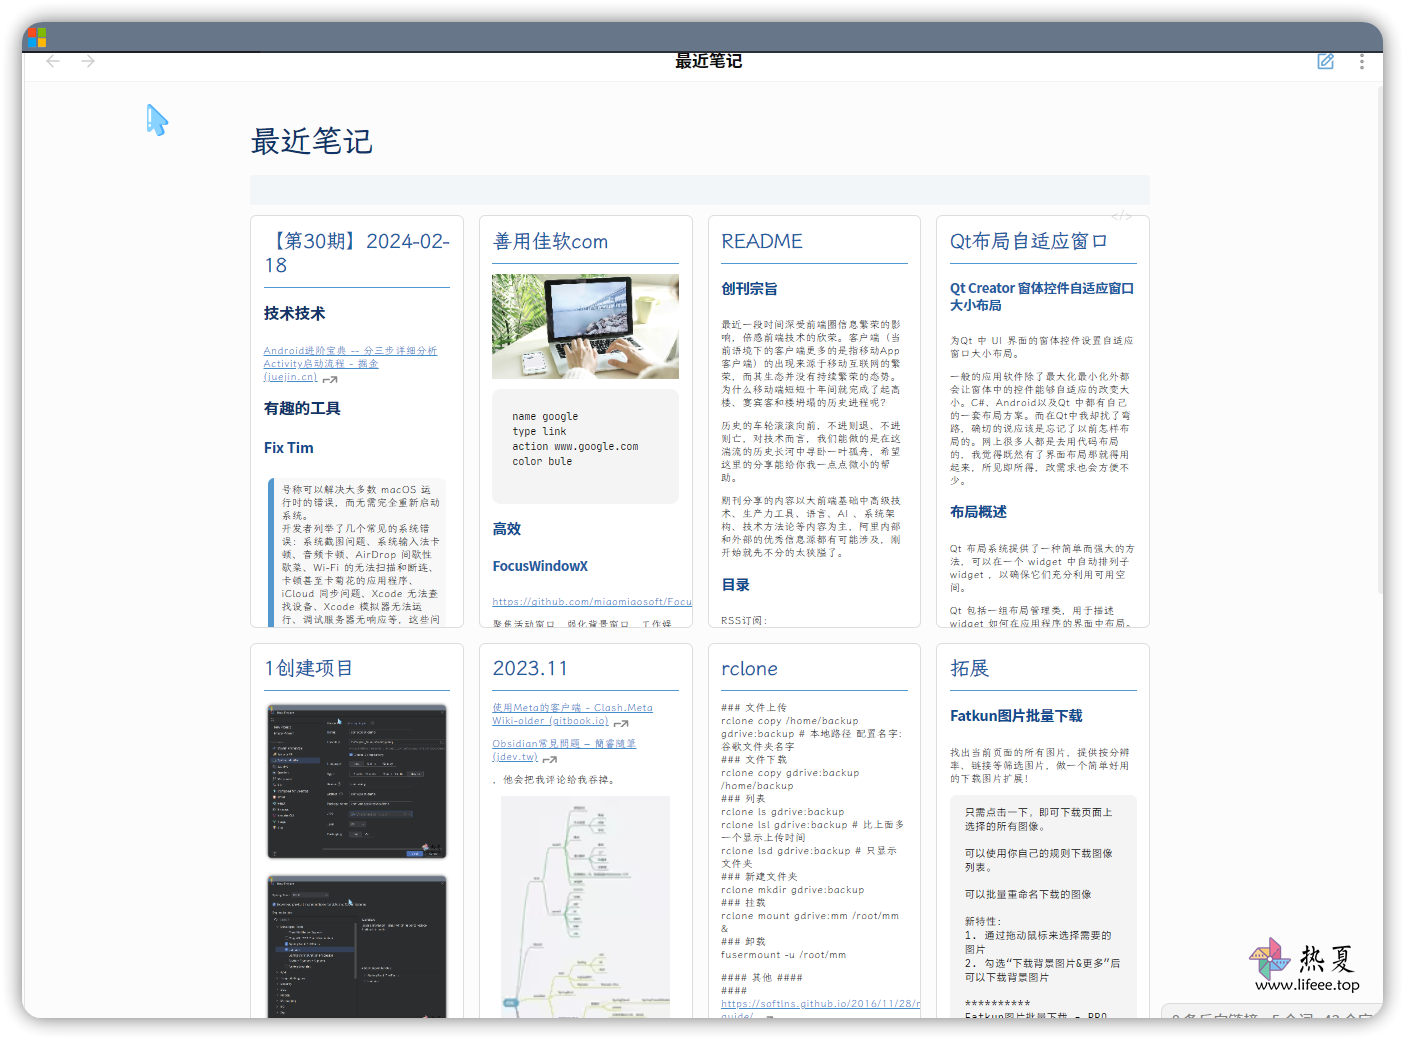 最近笔记
最近笔记
【第30期】2024-02-
18
技术技术
Android进阶宝典 -- 分三步详细分析
Activity启动流程 - 掘金
(juejin.cn)
有趣的工具
Fix Tim
号称可以解决大多数 macOS 运
行时的错误，而无需完全重新启动
系统。
开发者列举了几个常见的系统错
误：系统截图问题、系统输入法卡
顿、音频卡顿、AirDrop 间歇性
歇菜、Wi-Fi 的无法扫描和断连、
卡顿甚至卡菊花的应用程序、
iCloud 同步问题、Xcode 无法查
找设备、Xcode 模拟器无法运
行、调试服务器无响应等，这些问
善用佳软com
name google
type link
action www.google.com
color bule
高效
FocusWindowX
https://github.com/miaomiaosoft/Focu
聚焦活动窗口，弱化背景窗口，工作娱
README
创刊宗旨
最近一段时间深受前端圈信息繁荣的影
响，倍感前端技术的欣荣。客户端（当
前语境下的客户端更多的是指移动App
客户端）的出现来源于移动互联网的繁
荣，而其生态并没有持续繁荣的态势。
为什么移动端短短十年间就完成了起高
楼、宴宾客和楼坍塌的历史进程呢？
历史的车轮滚滚向前，不进则退、不进
则亡，对技术而言，我们能做的是在这
湍流的历史长河中寻卧一叶孤舟，希望
这里的分享能给你我一点点微小的帮
助。
期刊分享的内容以大前端基础中高级技
术、生产力工具、语言、AI 、系统架
构、技术方法论等内容为主，阿里内部
和外部的优秀信息源都有可能涉及，刚
开始就先不分的太狭隘了。
目录
RSS订阅：
</>
Qt布局自适应窗口
Qt Creator 窗体控件自适应窗口
大小布局
为Qt 中 UI 界面的窗体控件设置自适应
窗口大小布局。
一般的应用软件除了最大化最小化外都
会让窗体中的控件能够自适应的改变大
小。C#，Android以及Qt 中都有自己
的一套布局方案。而在Qt中我却扰了弯
路，确切的说应该是忘记了以前怎样布
局的。网上很多人都是去用代码布局
的，我觉得既然有了界面布局那就得用
起来，所见即所得，改需求也会方便不
少。
布局概述
Qt 布局系统提供了一种简单而强大的方
法，可以在一个 widget 中自动排列子
widget ，以确保它们充分利用可用空
间。
Qt 包括一组布局管理类，用于描述
widget 如何在应用程序的界面中布局。
1创建项目
2023.11
使用Meta的客户端 - Clash.Meta
Wiki-older (gitbook.io)
Obsidian常見問題 – 簡睿隨筆
(jdev.tw)
，他会把我评论给我吞掉。
rclone
### 文件上传
rclone copy /home/backup
gdrive:backup # 本地路径 配置名字:
谷歌文件夹名字
### 文件下载
rclone copy gdrive:backup
/home/backup
### 列表
rclone ls gdrive:backup
rclone lsl gdrive:backup # 比上面多
一个显示上传时间
rclone lsd gdrive:backup # 只显示
文件夹
### 新建文件夹
rclone mkdir gdrive:backup
### 挂载
rclone mount gdrive:mm /root/mm
&
### 卸载
fusermount -u /root/mm
#### 其他 ####
####
https://softlns.github.io/2016/11/28/r
guide/
拓展
Fatkun图片批量下载
找出当前页面的所有图片，提供按分辨
率、链接等筛选图片，做一个简单好用
的下载图片扩展！
只需点击一下，即可下载页面上
选择的所有图像。
可以使用你自己的规则下载图像
列表。
可以批量重命名下载的图像
新特性：
1. 通过拖动鼠标来选择需要的
图片
2. 勾选“下载背景图片&更多”后
可以下载背景图片
**********
Fatkun图片批量下载 - PRO
热夏
www.lifeee.top